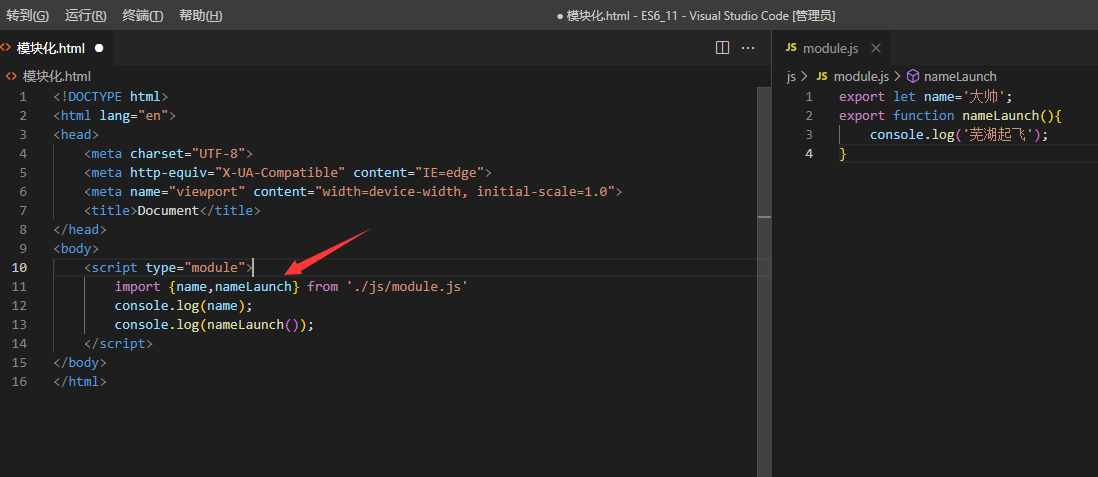 转到(G) 运行(R) 终端(T) 帮助(H) ● 模块化.html - ES6_11 - Visual Studio Code [管理员]
<> 模块化.html ●
<> 模块化.html
1 <!DOCTYPE html>
2 <html lang="en">
3 <head>
4 <meta charset="UTF-8">
5 <meta http-equiv="X-UA-Compatible" content="IE=edge">
6 <meta name="viewport" content="width=device-width, initial-scale=1.0">
7 <title>Document</title>
8 </head>
9 <body>
10 <script type="module">
11 import {name,nameLaunch} from './js/module.js'
12 console.log(name);
13 console.log(nameLaunch());
14 </script>
15 </body>
16 </html>
JS module.js
js > JS module.js > nameLaunch
1 export let name='大帅';
2 export function nameLaunch(){
3 console.log('芜湖起飞');
4 }